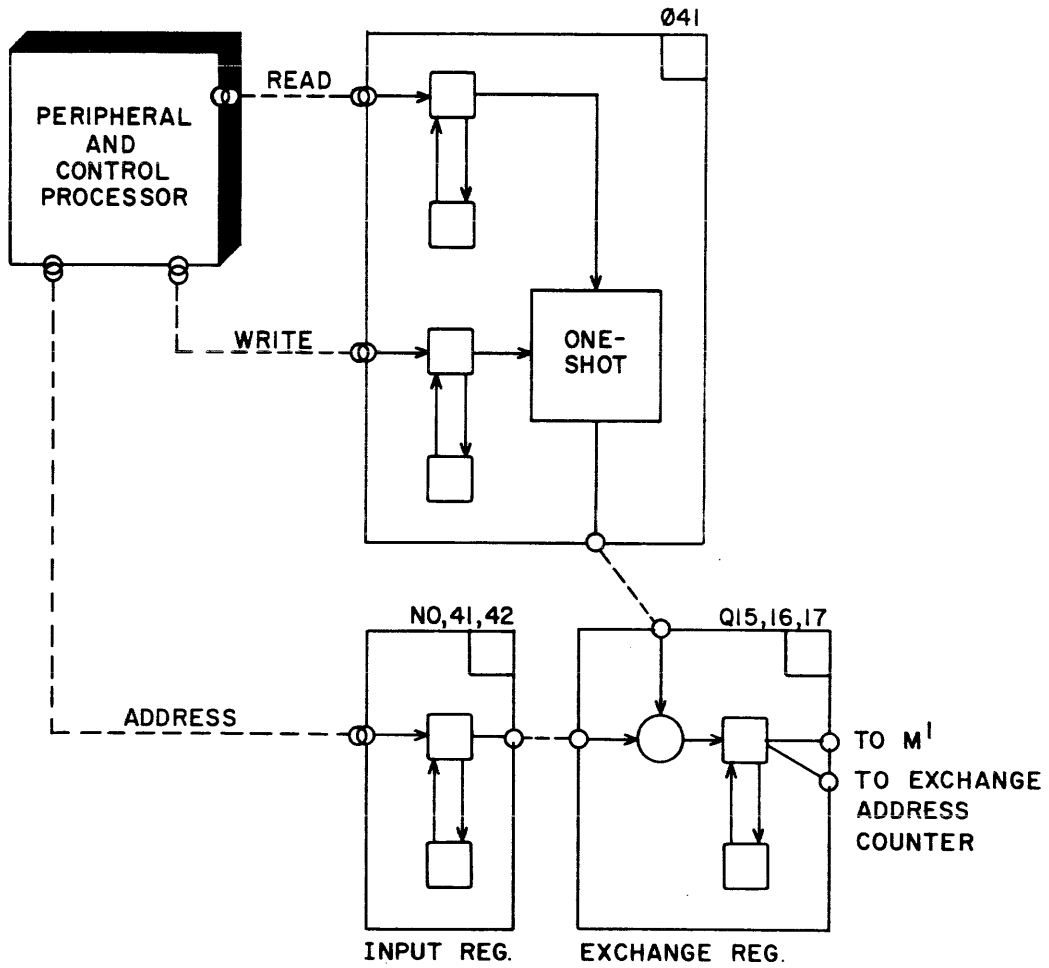 Ø41
READ
PERIPHERAL
AND
CONTROL
PROCESSOR
WRITE
ONE-
SHOT
NO,41,42
Q15,16,17
ADDRESS
TO M'
TO EXCHANGE
ADDRESS
COUNTER
INPUT REG.
EXCHANGE REG.